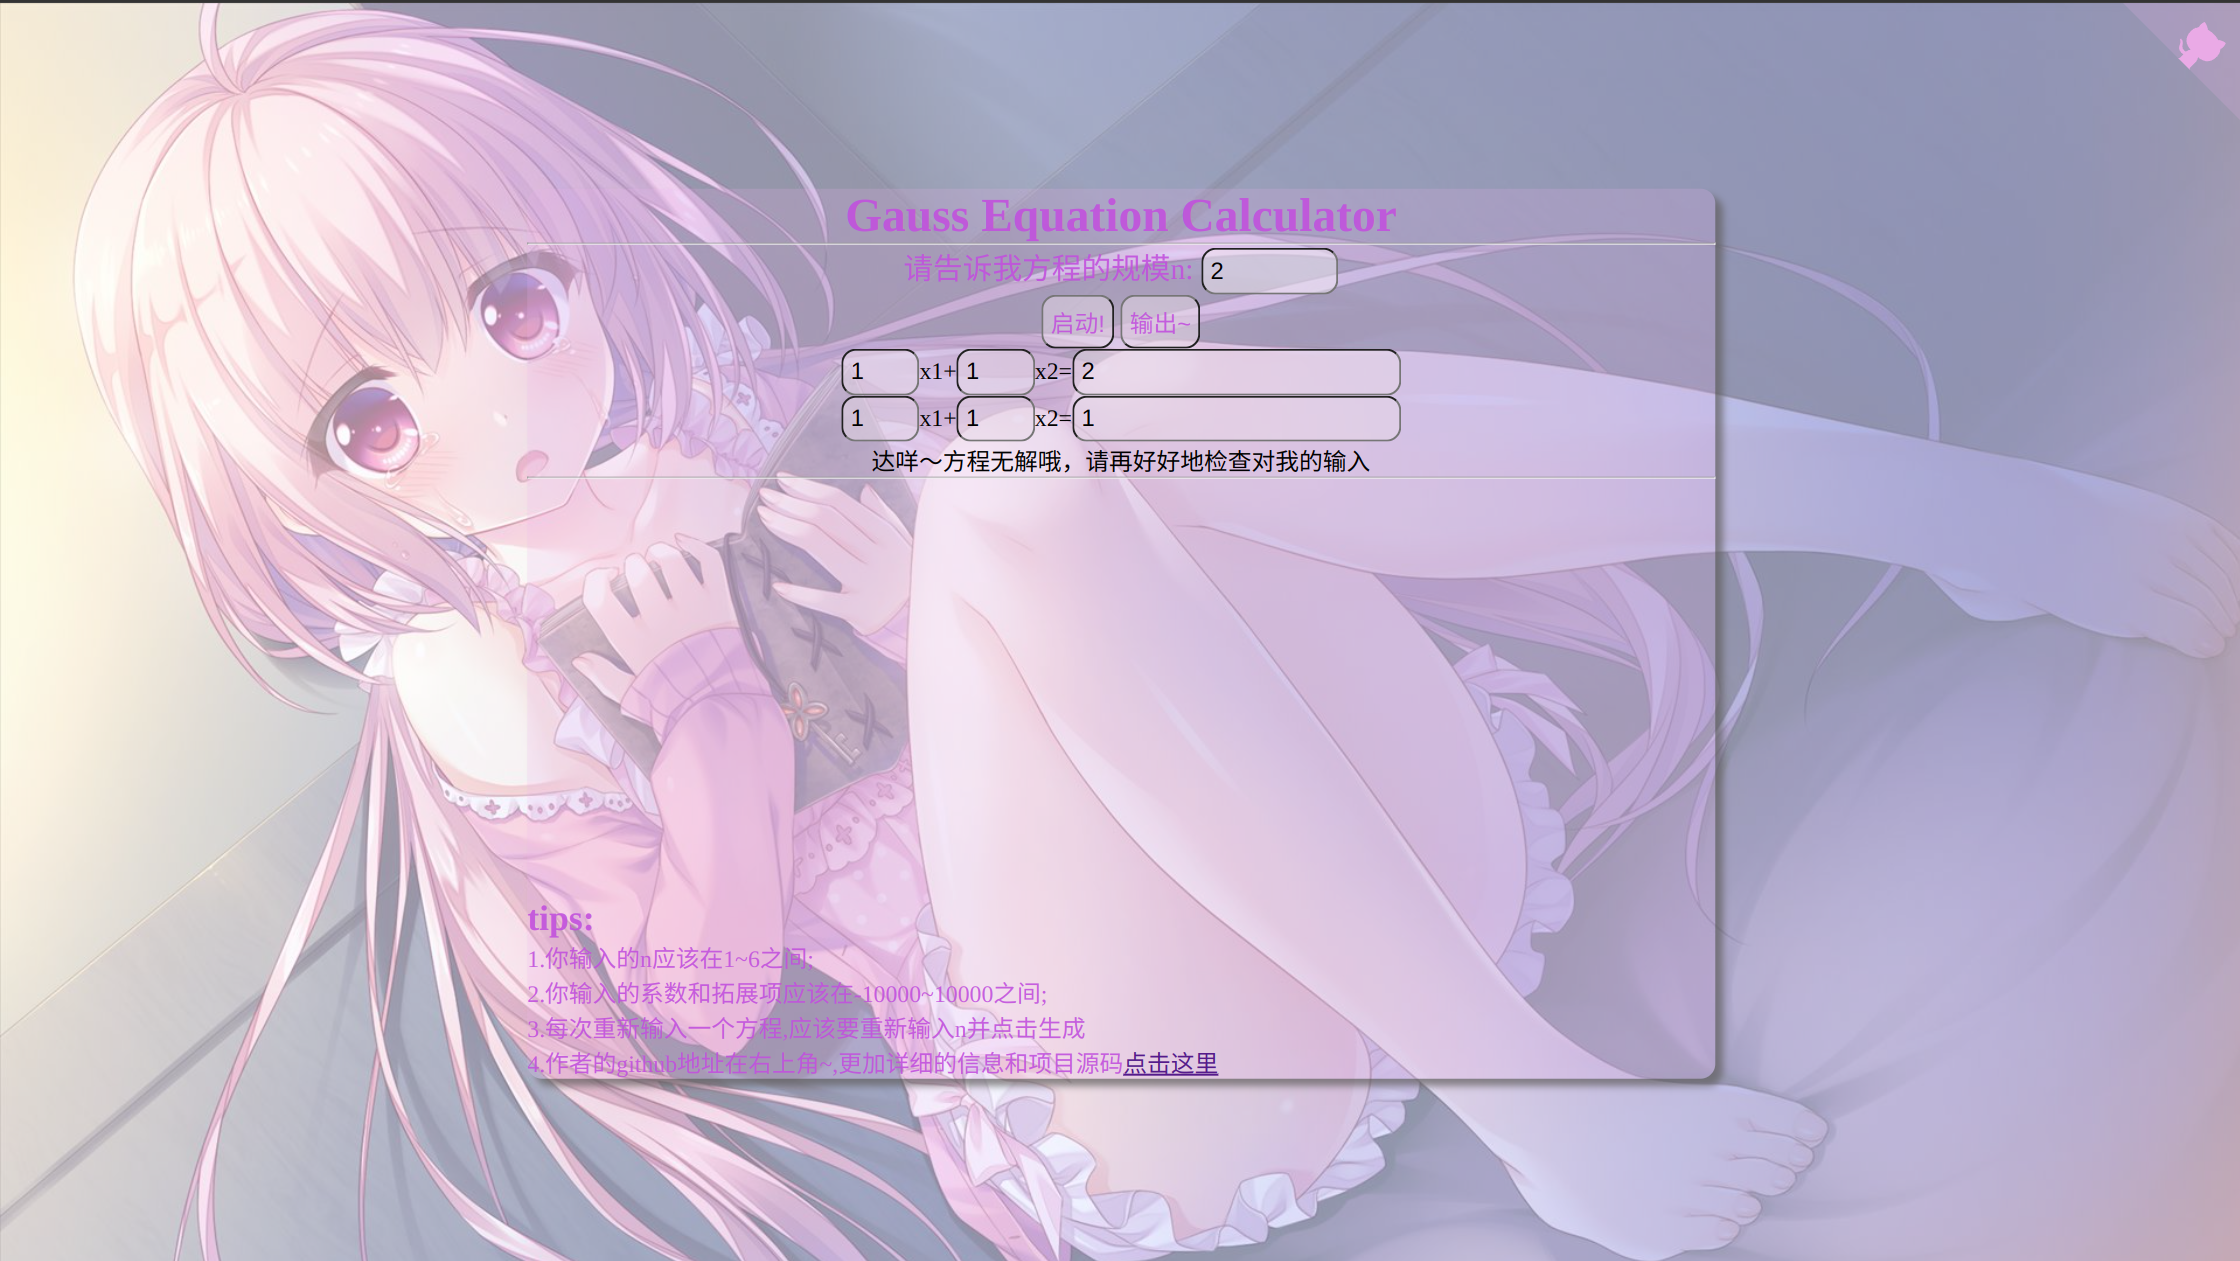 Gauss Equation Calculator
请告诉我方程的规模n: 2
启动! 输出~
1 x1+ 1 x2= 2
1 x1+ 1 x2= 1
达咩～方程无解哦，请再好好地检查对我的输入
tips:
1.你输入的n应该在1~6之间;
2.你输入的系数和拓展项应该在-10000~10000之间;
3.每次重新输入一个方程,应该要重新输入n并点击生成
4.作者的github地址在右上角~,更加详细的信息和项目源码点击这里